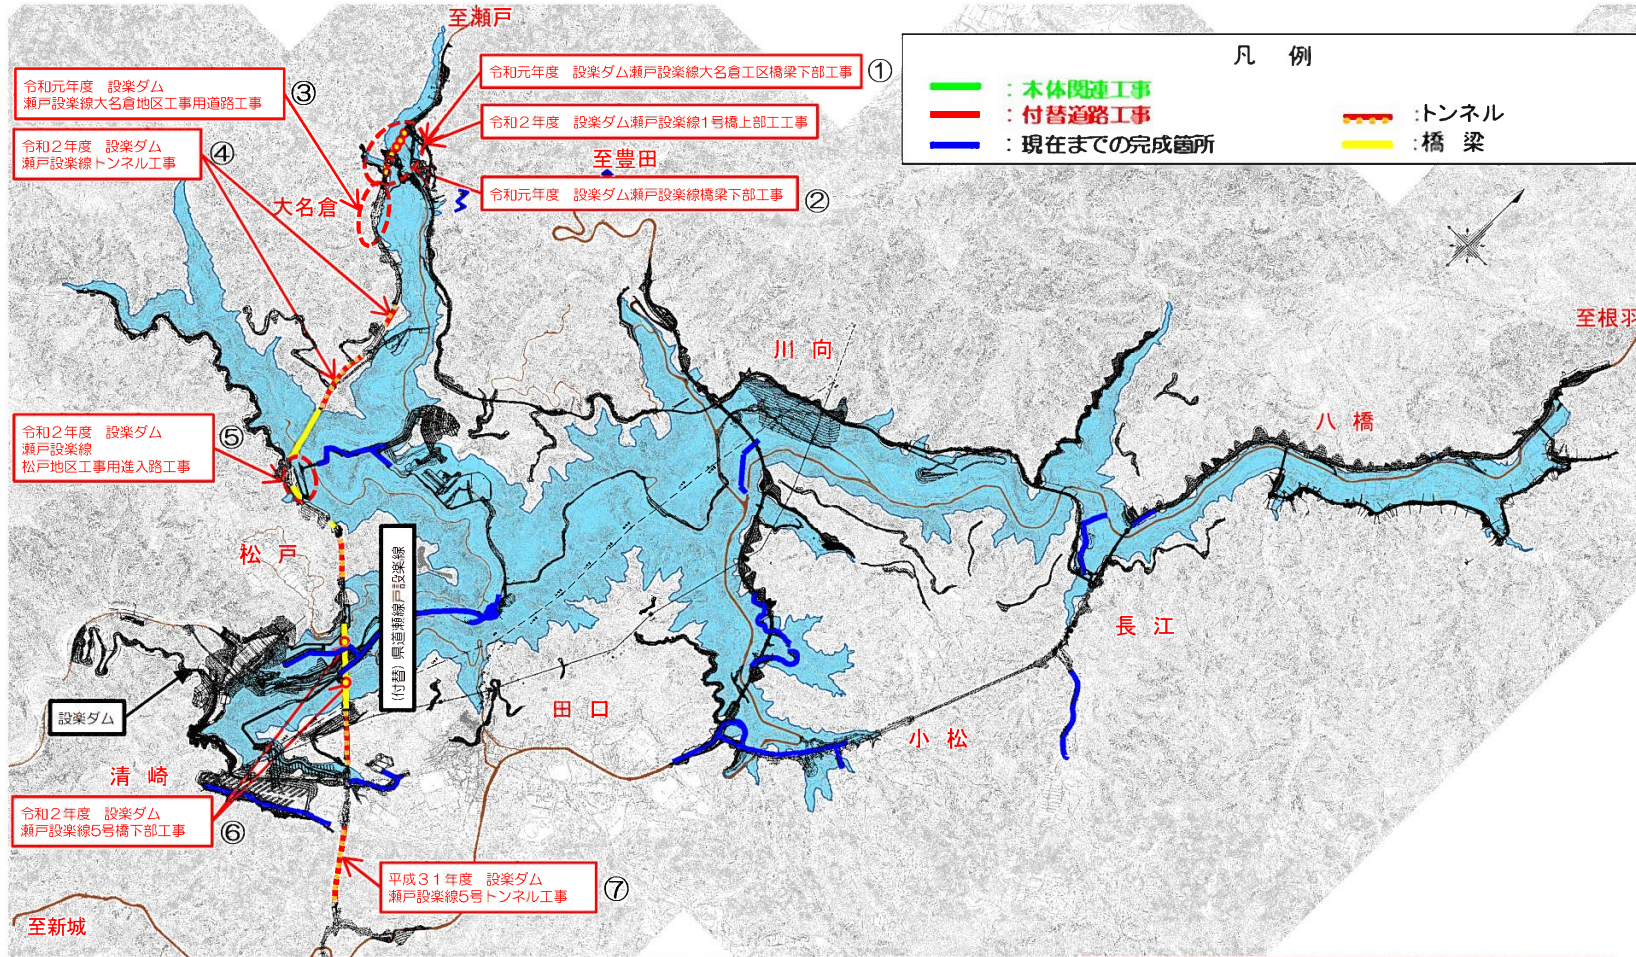 至瀬戸
凡 例
：本体関連工事
：付替道路工事
：現在までの完成箇所
：トンネル
：橋 梁
令和元年度 設楽ダム瀬戸設楽線大名倉工区橋梁下部工事
①
令和２年度 設楽ダム瀬戸設楽線1号橋上部工工事
令和元年度 設楽ダム
瀬戸設楽線大名倉地区工事用道路工事
③
令和２年度 設楽ダム
瀬戸設楽線トンネル工事
④
至豊田
令和元年度 設楽ダム瀬戸設楽線橋梁下部工事
②
大名倉
至根羽
川 向
八 橋
令和２年度 設楽ダム
瀬戸設楽線
松戸地区工事用進入路工事
⑤
松 戸
(付替) 県道瀬線戸設楽線
長 江
設楽ダム
田 口
小 松
清 崎
令和２年度 設楽ダム
瀬戸設楽線5号橋下部工事
⑥
平成３１年度 設楽ダム
瀬戸設楽線5号トンネル工事
⑦
至新城